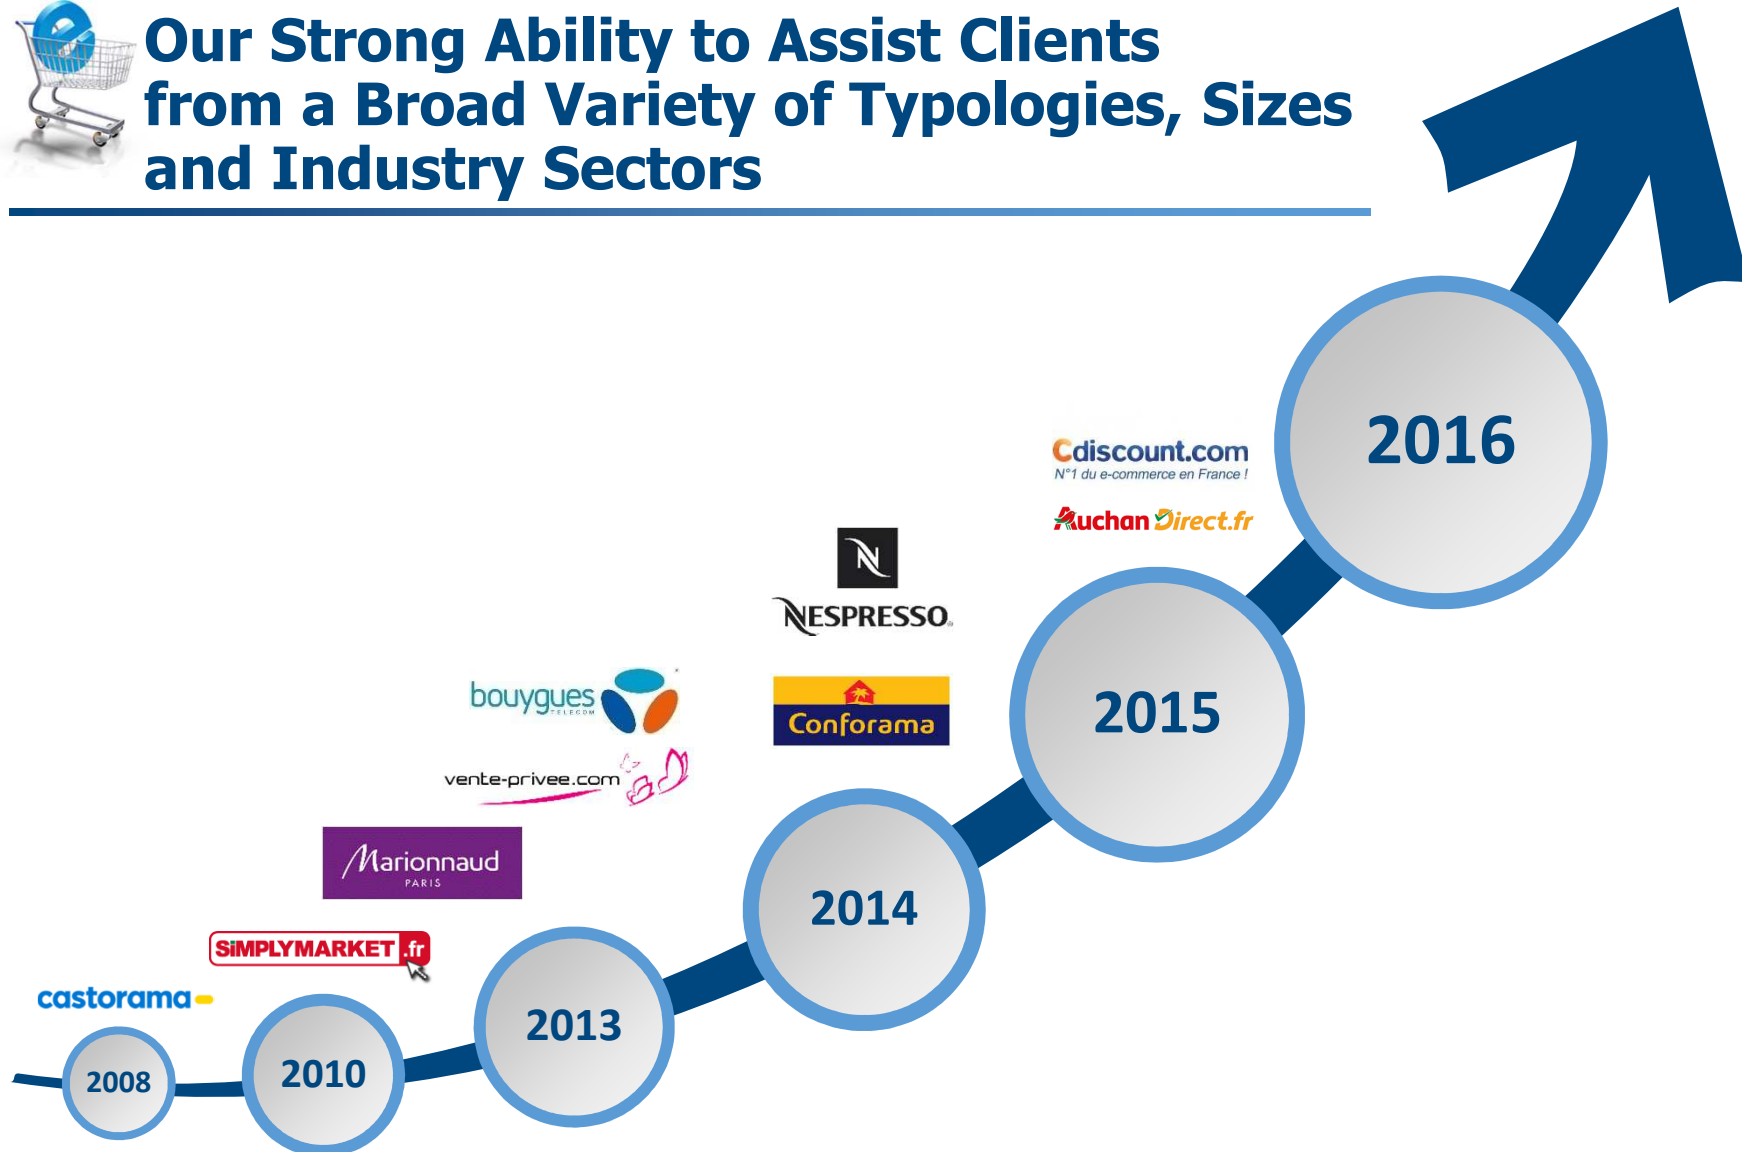 Our Strong Ability to Assist Clients
from a Broad Variety of Typologies, Sizes
and Industry Sectors
2016
Cdiscount.com
N°1 du e-commerce en France !
Auchan Direct.fr
N
NESPRESSO
bouygues
TELECOM
Conforama
2015
vente-privee.com
Marionnaud
PARIS
2014
SiMPLYMARKET.fr
castorama
2013
2010
2008